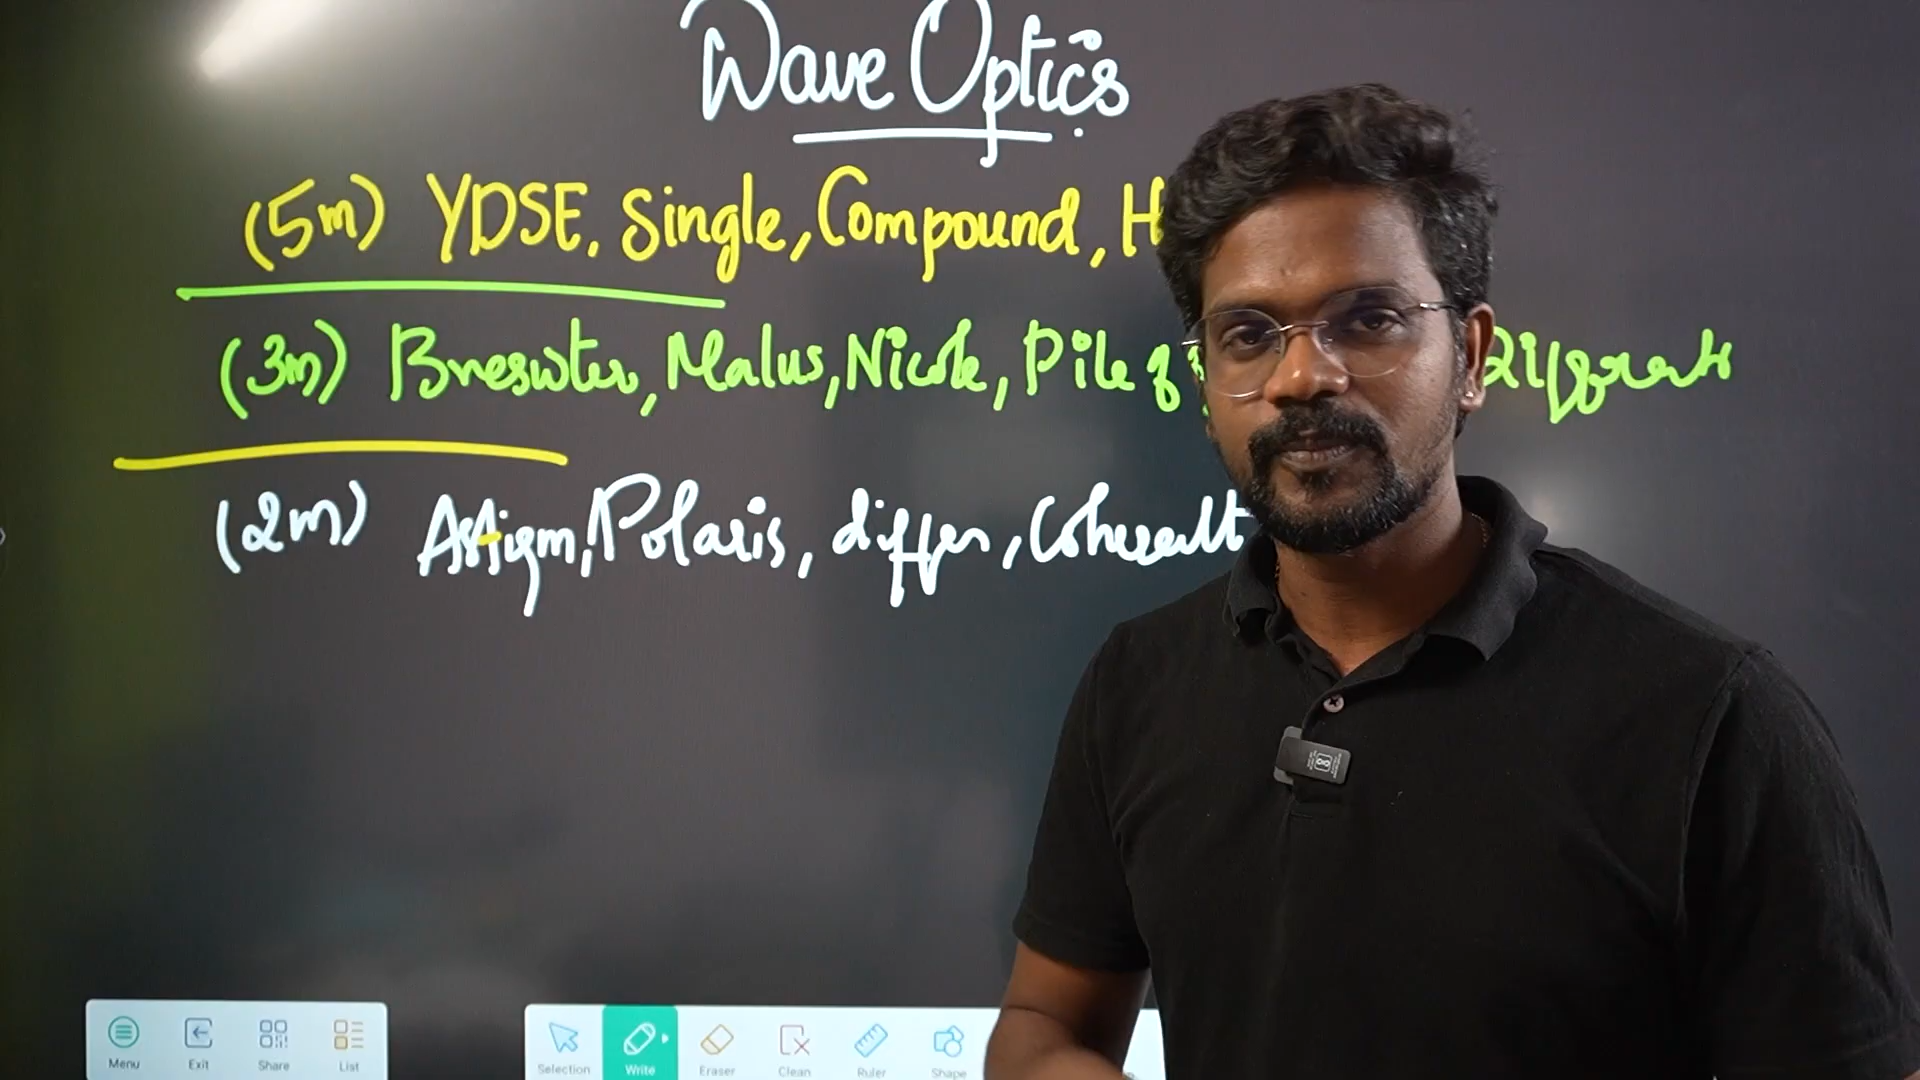 Wave Optics
(5m) YDSE, Single, Compound, H
(3m) Brewster, Malus, Nicole, Pile of
(2m) Astigm, Polaris, differ, Coherent
Menu Exit Share List Selection Write Eraser Clean Ruler Shape